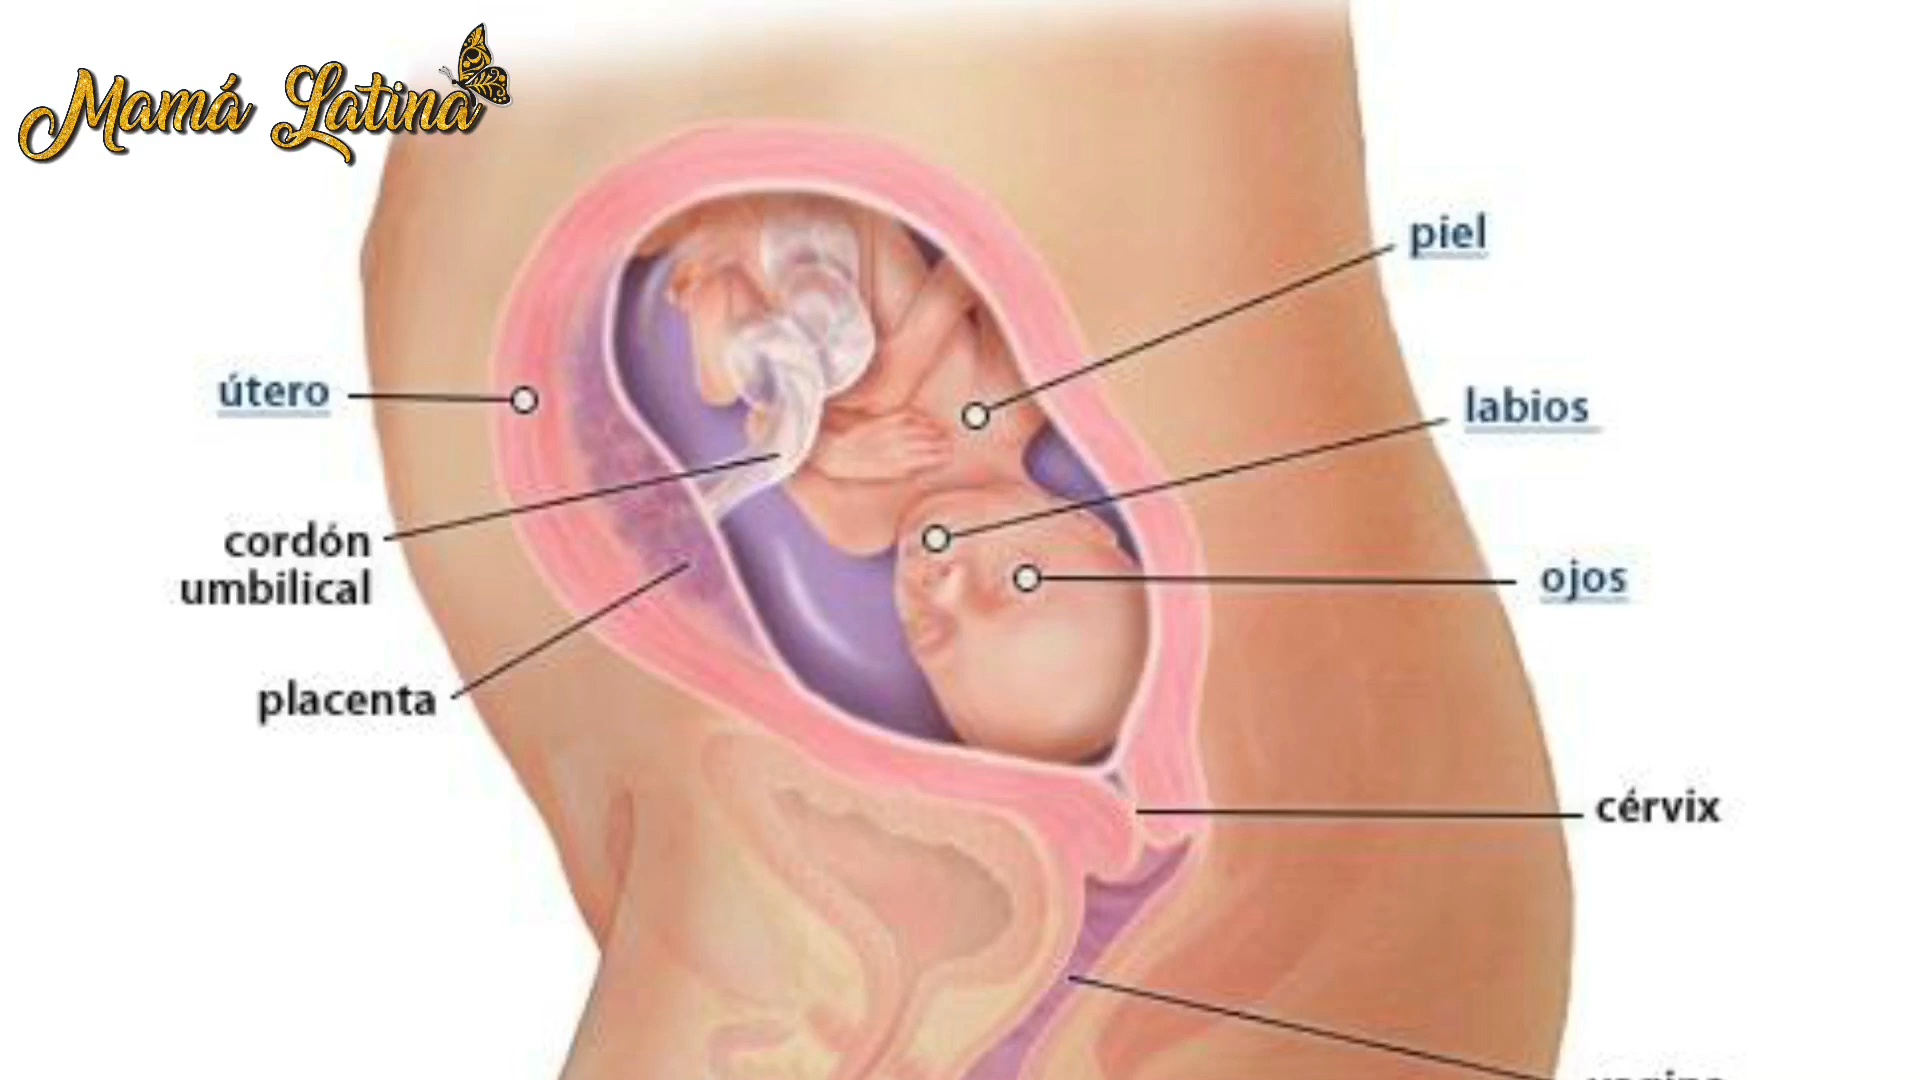 Mamá Latina
piel
útero
labios
cordón
umbilical
ojos
placenta
cérvix